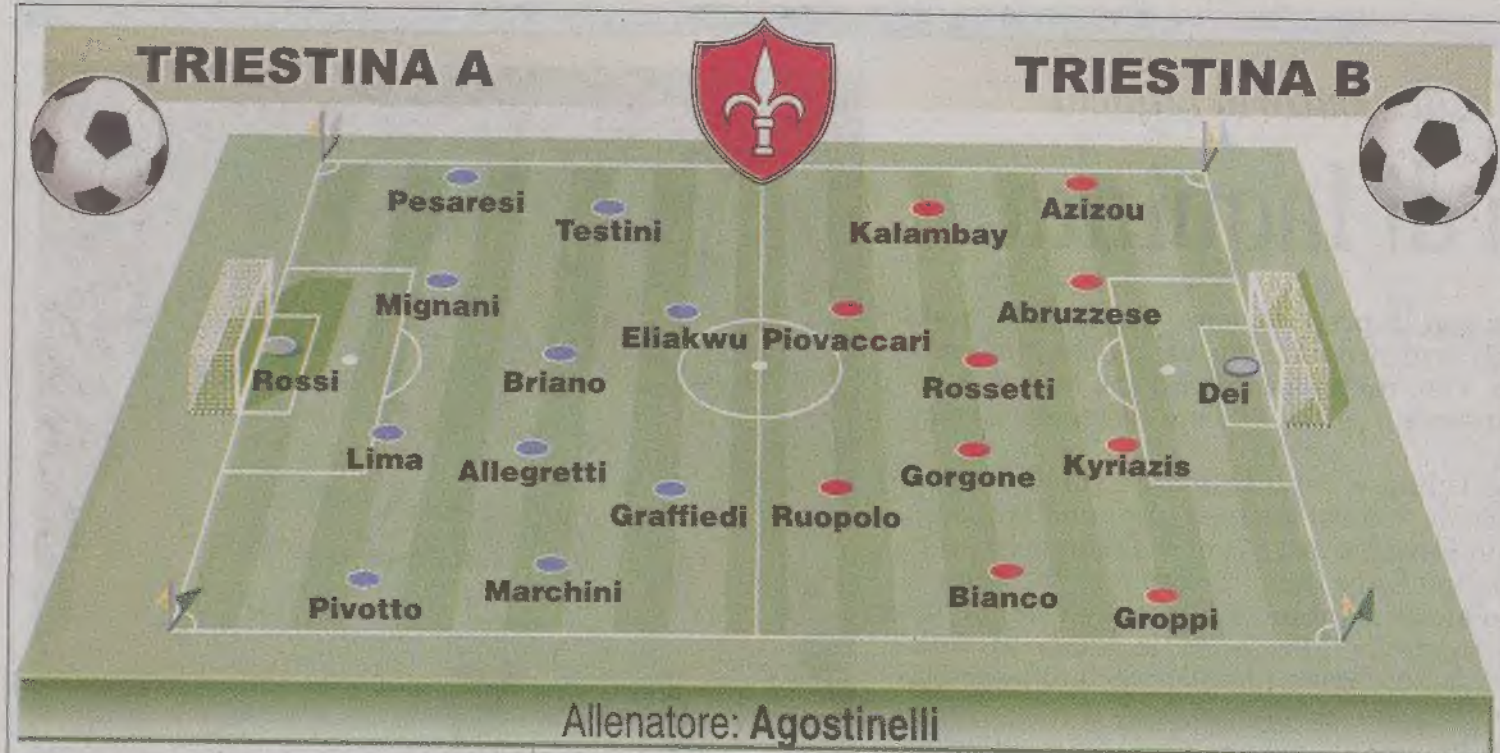 TRIESTINA A
TRIESTINA B
Pesaresi
Testini
Kalambay
Azizou
Mignani
Eliakwu
Piovaccari
Abruzzese
Rossi
Briano
Rossetti
Dei
Lima
Allegretti
Gorgone
Kyriazis
Graffiedi
Ruopolo
Pivotto
Marchini
Bianco
Groppi
Allenatore: Agostinelli